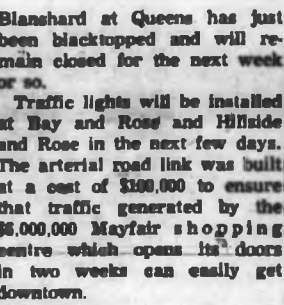 Blanshard at Queens has just
been blacktopped and will re-
main closed for the next week
or so.
Traffic lights will be installed
at Bay and Rose and Hillside
and Rose in the next few days.
The arterial road link was built
at a cost of $100,000 to ensure
that traffic generated by the
$6,000,000 Mayfair shopping
centre which opens its doors
in two weeks can easily get
downtown.